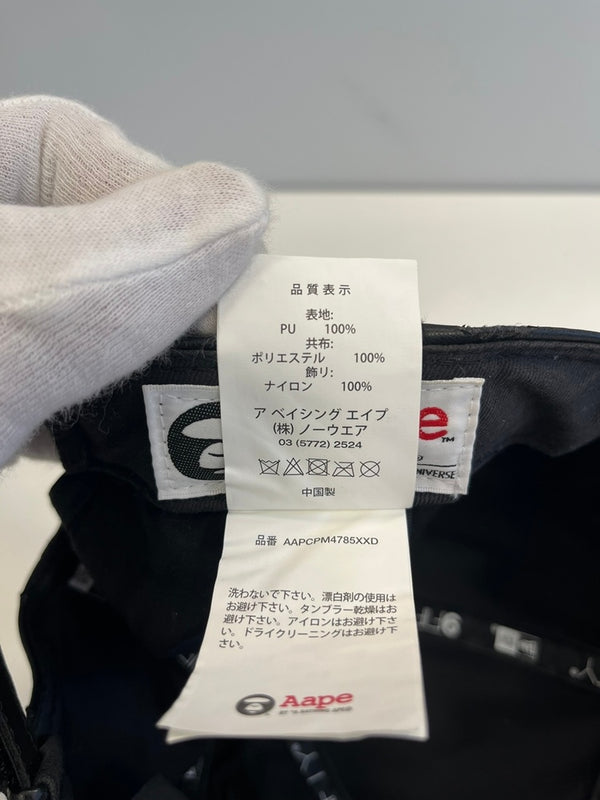 品質表示
表地:
PU 100%
共布:
ポリエステル 100%
飾り:
ナイロン 100%
ア ベイシング エイプ
(株) ノーウエア
03 (5772) 2524
中国製
e™
NIVERSE
品番 AAPCPM4785XXD
洗わないで下さい。漂白剤の使用は
お避け下さい。タンブラー乾燥はお
避け下さい。アイロンはお避け下さ
い。ドライクリーニングはお避け下
さい。
Aape
BY *A BATHING APE®